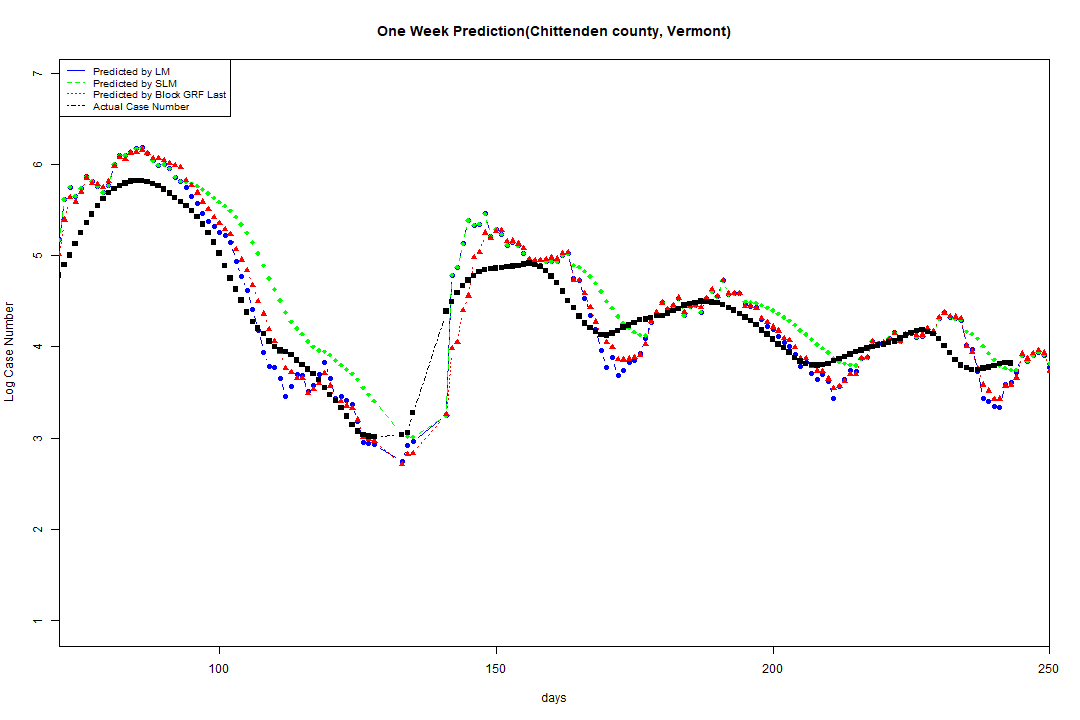 One Week Prediction(Chittenden county, Vermont)
Predicted by LM
Predicted by SLM
Predicted by Block GRF Last
Actual Case Number
7
6
5
4
3
2
1
Log Case Number
100 150 200 250
days